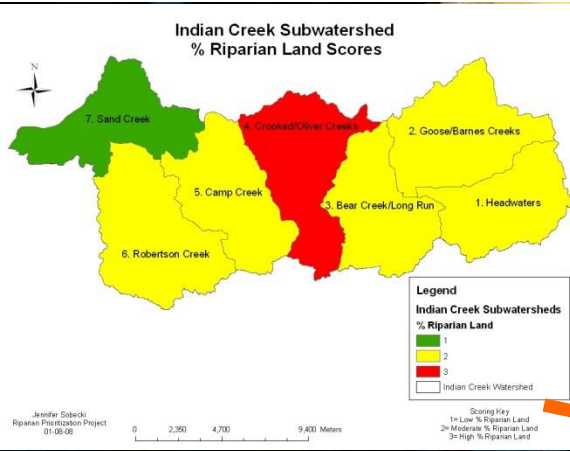 Indian Creek Subwatershed
% Riparian Land Scores
N
7. Sand Creek
4. Crooked/Oliver Creeks
2. Goose/Barnes Creeks
5. Camp Creek
3. Bear Creek/Long Run
1. Headwaters
6. Robertson Creek
Legend
Indian Creek Subwatersheds
% Riparian Land
1
2
3
Indian Creek Watershed
Jennifer Sobecki
Riparian Prioritization Project
01-08-08
0 2,350 4,700 9,400 Meters
Scoring Key
1= Low % Riparian Land
2= Moderate % Riparian Land
3= High % Riparian Land